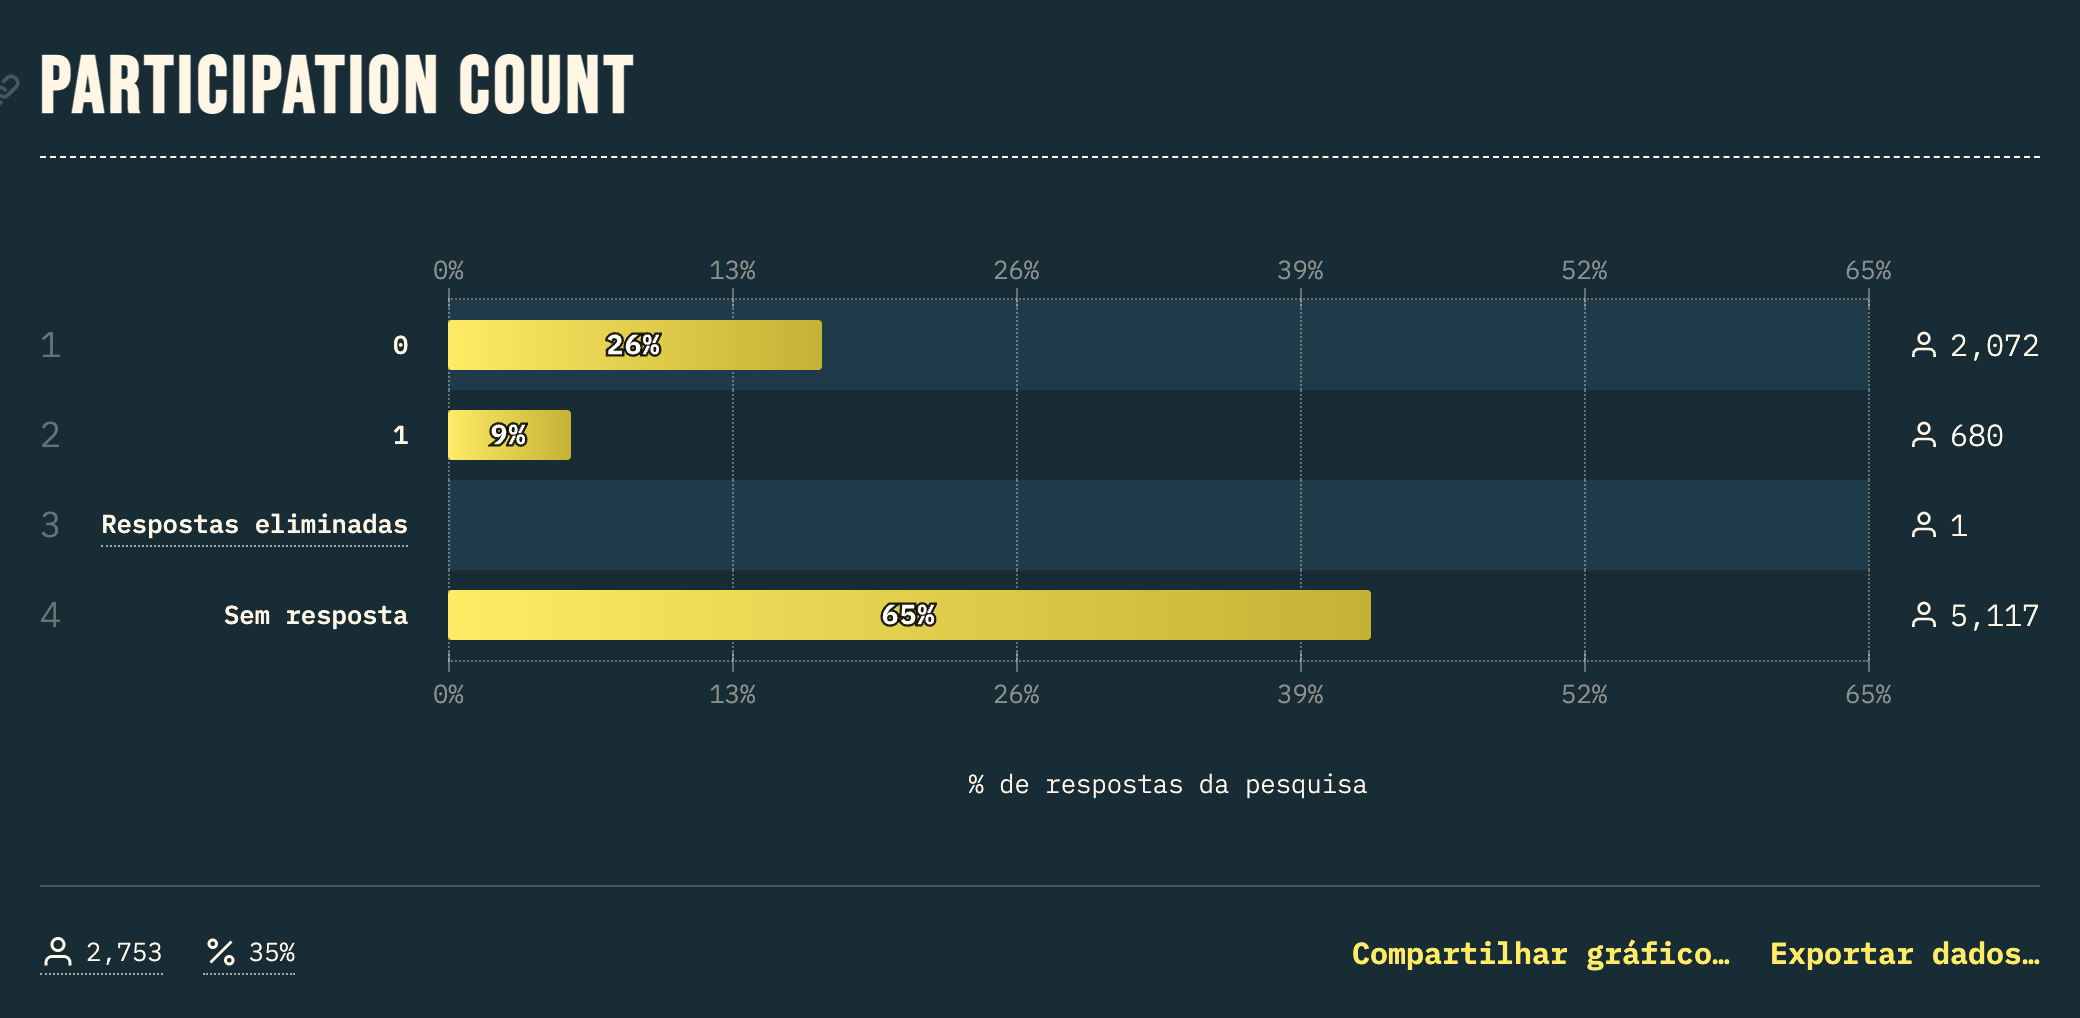 PARTICIPATION COUNT
0% 13% 26% 39% 52% 65%
1 0 26% 2,072
2 1 9% 680
3 Respostas eliminadas 1
4 Sem resposta 65% 5,117
0% 13% 26% 39% 52% 65%
% de respostas da pesquisa
2,753 % 35% Compartilhar gráfico… Exportar dados…